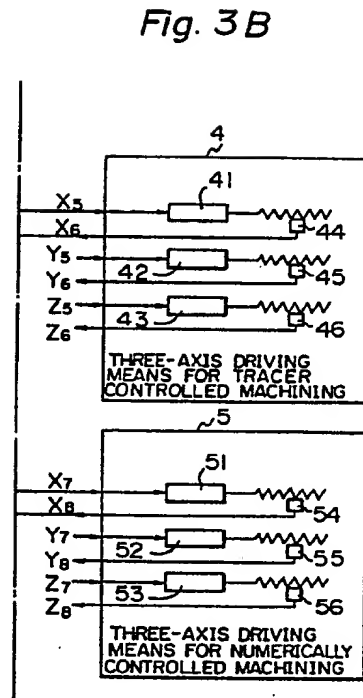 Fig. 3B
4
X5
41
X6
44
Y5
42
45
Y6
Z5
43
46
Z6
THREE-AXIS DRIVING
MEANS FOR TRACER
CONTROLLED MACHINING
5
X7
51
X8
54
Y7
52
55
Y8
Z7
53
56
Z8
THREE-AXIS DRIVING
MEANS FOR NUMERICALLY
CONTROLLED MACHINING